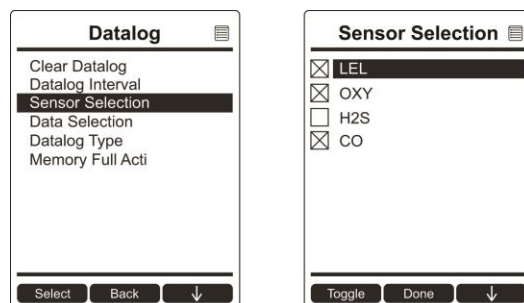 Datalog
Clear Datalog
Datalog Interval
Sensor Selection
Data Selection
Datalog Type
Memory Full Acti
Select Back ↓
Sensor Selection
LEL
OXY
H2S
CO
Toggle Done ↓